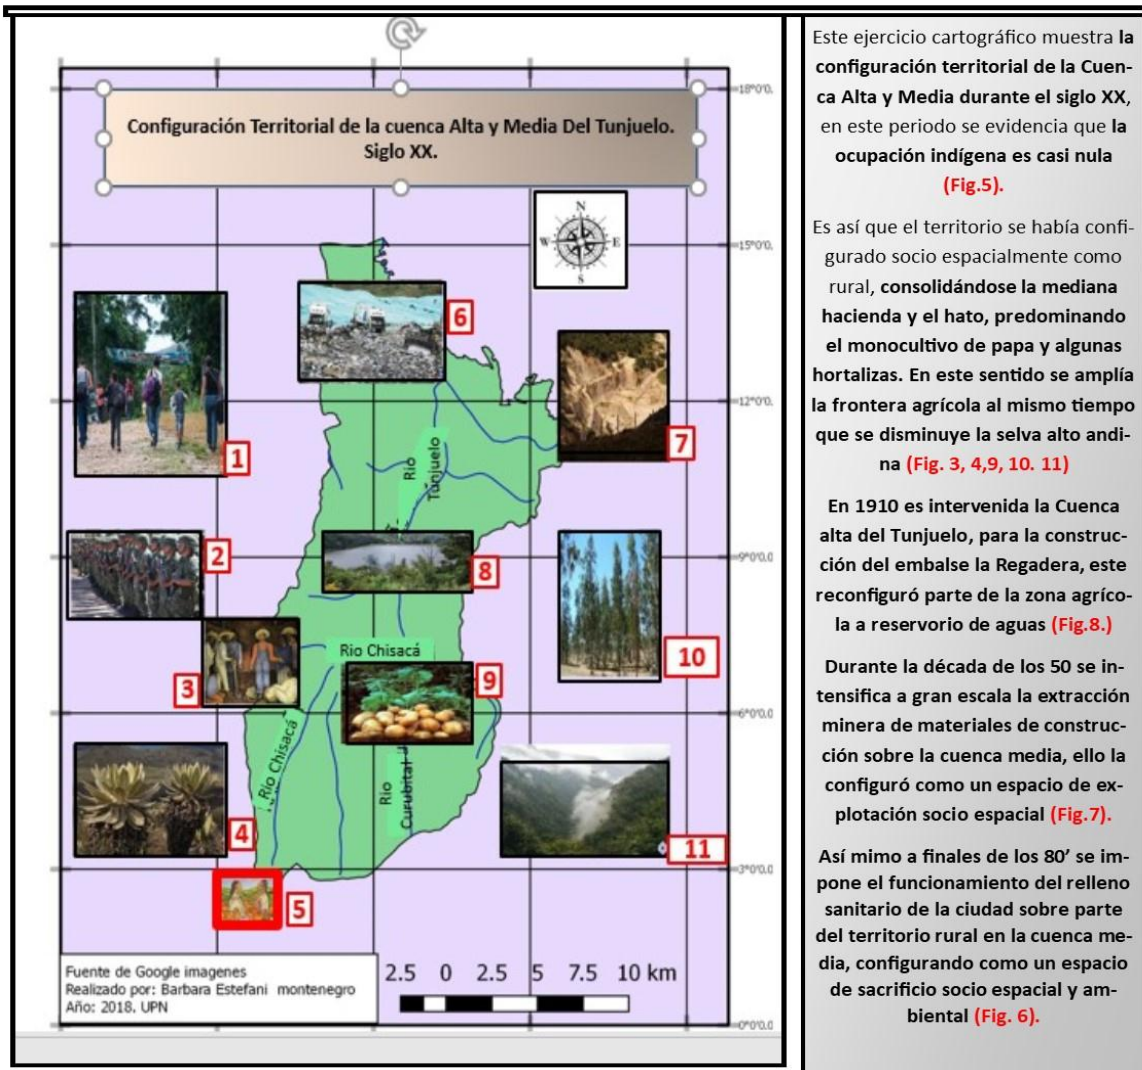 Configuración Territorial de la cuenca Alta y Media Del Tunjuelo.
Siglo XX.
18°0'0.
15°0'0.
12°0'0.
9°0'0.0
6°0'0.0
3°0'0.0
0°0'0.0
N
W
E
S
6
1
7
Rio
Tunjuelo
2
8
10
3
Rio Chisacá
9
Rio Chisacá
Rio
Curubital
4
11
5
Fuente de Google imagenes
Realizado por: Barbara Estefani montenegro
Año: 2018. UPN
2.5 0 2.5 5 7.5 10 km
Este ejercicio cartográfico muestra la
configuración territorial de la Cuen-
ca Alta y Media durante el siglo XX,
en este periodo se evidencia que la
ocupación indígena es casi nula
(Fig.5).
Es así que el territorio se había confi-
gurado socio espacialmente como
rural, consolidándose la mediana
hacienda y el hato, predominando
el monocultivo de papa y algunas
hortalizas. En este sentido se amplía
la frontera agrícola al mismo tiempo
que se disminuye la selva alto andi-
na (Fig. 3, 4,9, 10. 11)
En 1910 es intervenida la Cuenca
alta del Tunjuelo, para la construc-
ción del embalse la Regadera, este
reconfiguró parte de la zona agríco-
la a reservorio de aguas (Fig.8.)
Durante la década de los 50 se in-
tensifica a gran escala la extracción
minera de materiales de construc-
ción sobre la cuenca media, ello la
configuró como un espacio de ex-
plotación socio espacial (Fig.7).
Así mimo a finales de los 80' se im-
pone el funcionamiento del relleno
sanitario de la ciudad sobre parte
del territorio rural en la cuenca me-
dia, configurando como un espacio
de sacrificio socio espacial y am-
biental (Fig. 6).